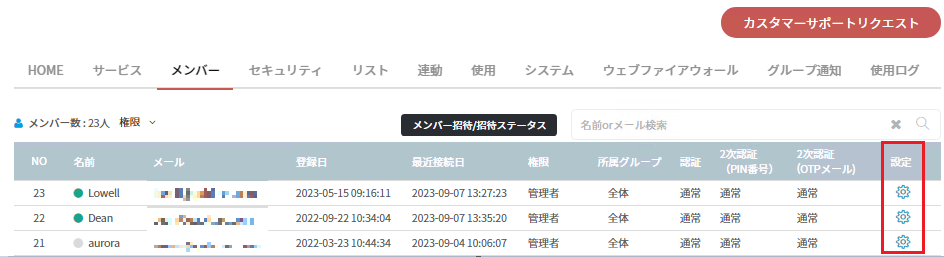 カスタマーサポートリクエスト
HOME サービス メンバー セキュリティ リスト 連動 使用 システム ウェブファイアウォール グループ通知 使用ログ
メンバー数 : 23人 権限 メンバー招待/招待ステータス 名前orメール検索
NO 名前 メール 登録日 最近接続日 権限 所属グループ 認証 2次認証 (PIN番号) 2次認証 (OTPメール) 設定
23 Lowell 2023-05-15 09:16:11 2023-09-07 13:27:23 管理者 全体 通常 通常 通常
22 Dean 2022-09-22 10:34:04 2023-09-07 13:35:20 管理者 全体 通常 通常 通常
21 aurora 2022-03-23 10:44:34 2023-09-04 10:06:07 管理者 全体 通常 通常 通常